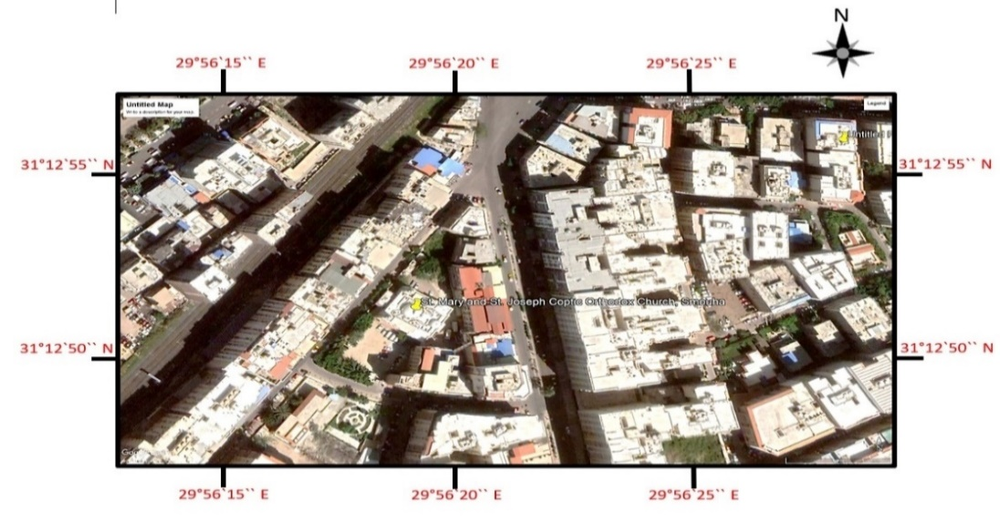 N
29°56`15`` E 29°56`20`` E 29°56`25`` E
Untitled Map
Write a description for your map.
Legend
Untitled
31°12`55`` N 31°12`55`` N
St. Mary and St. Joseph Coptic Orthodox Church, Smouha
31°12`50`` N 31°12`50`` N
29°56`15`` E 29°56`20`` E 29°56`25`` E